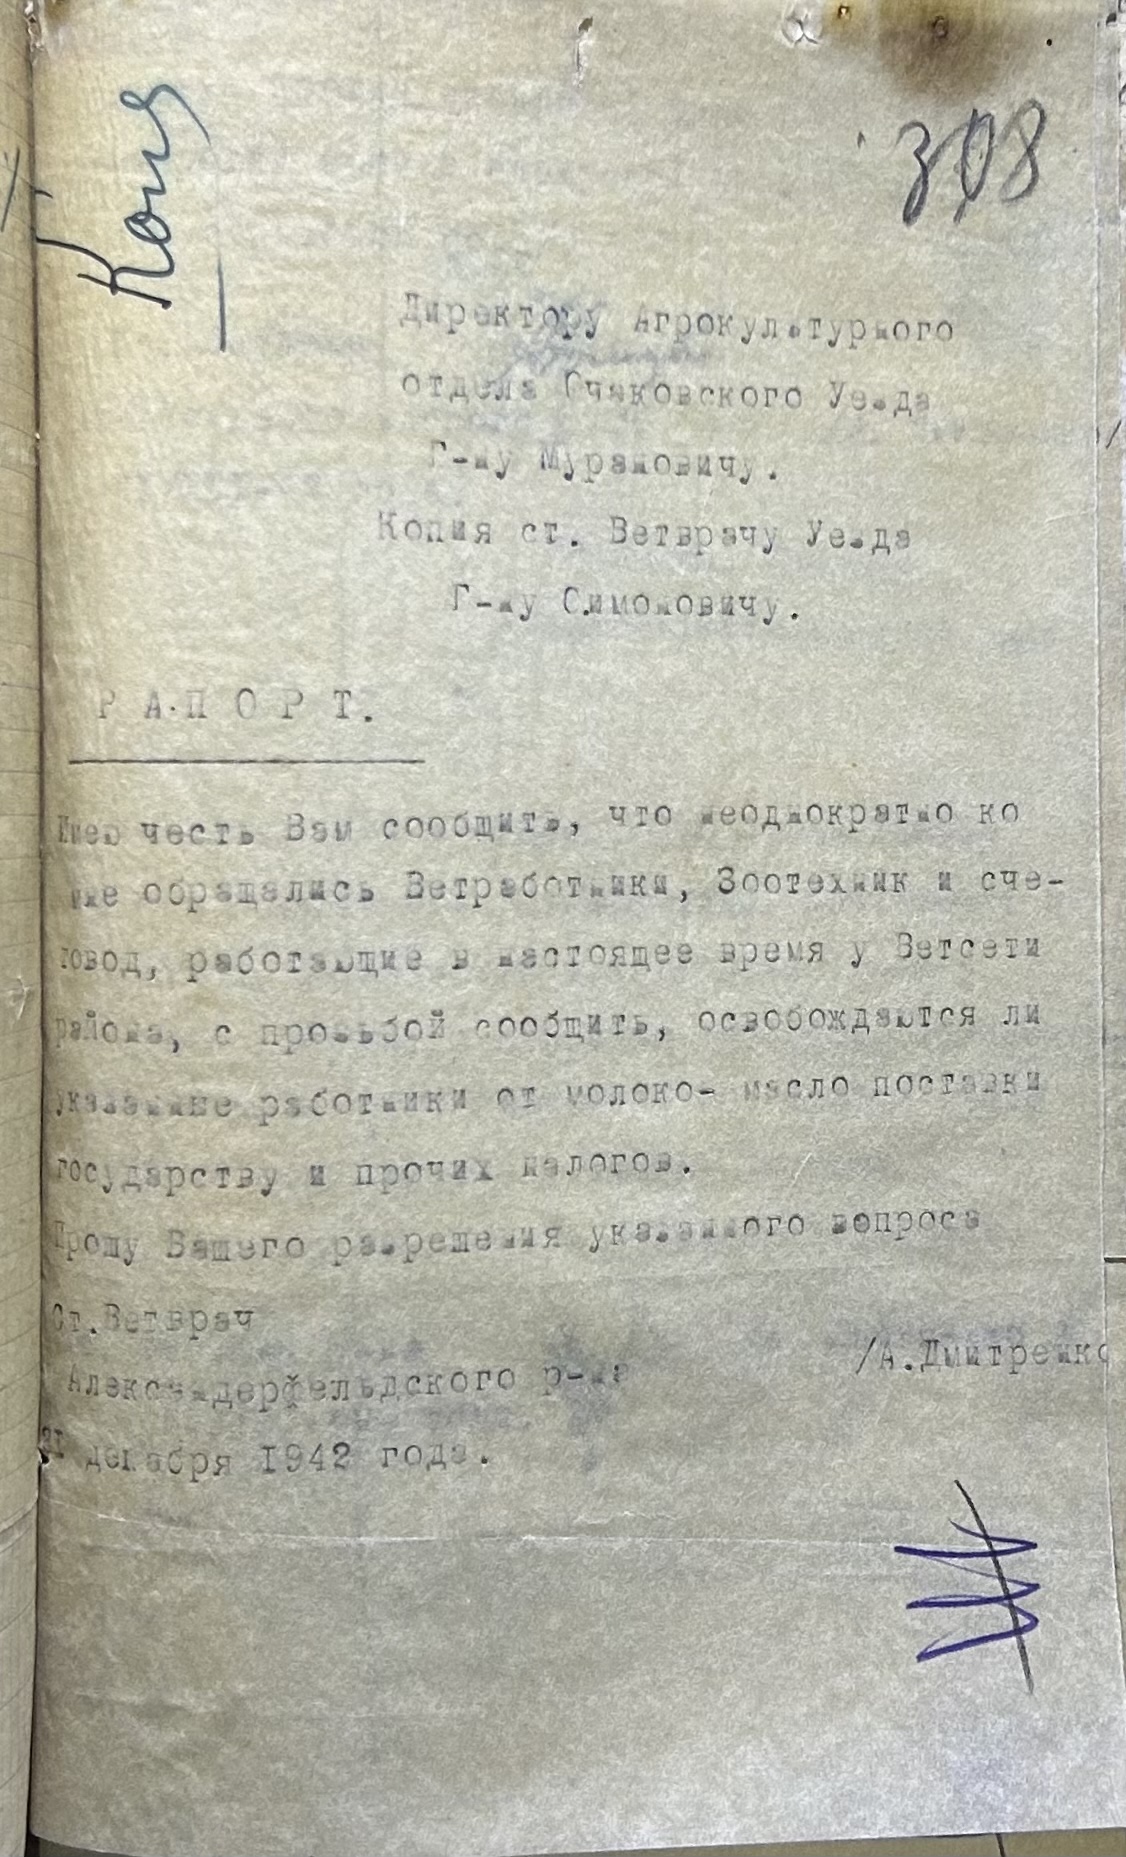 Копия
308
Директору Агрокультурного
отдела Очаковского Уезда
Г-ну Мурановичу.
Копия ст. Ветврачу Уезда
Г-ну Симоновичу.
Р А П О Р Т.
Имею честь Вам сообщить, что неоднократно ко
мне обращались Ветработники, Зоотехник и сче-
товод, работающие в настоящее время у Ветсети
района, с прозьбой сообщить, освобождаются ли
указанные работники от молоко- масло поставки
государству и прочих налогов.
Прошу Вашего разрешения указанного вопроса
Ст.Ветврач
/А.Дмитренко
Александерфельдского р-на
21 декабря 1942 года.